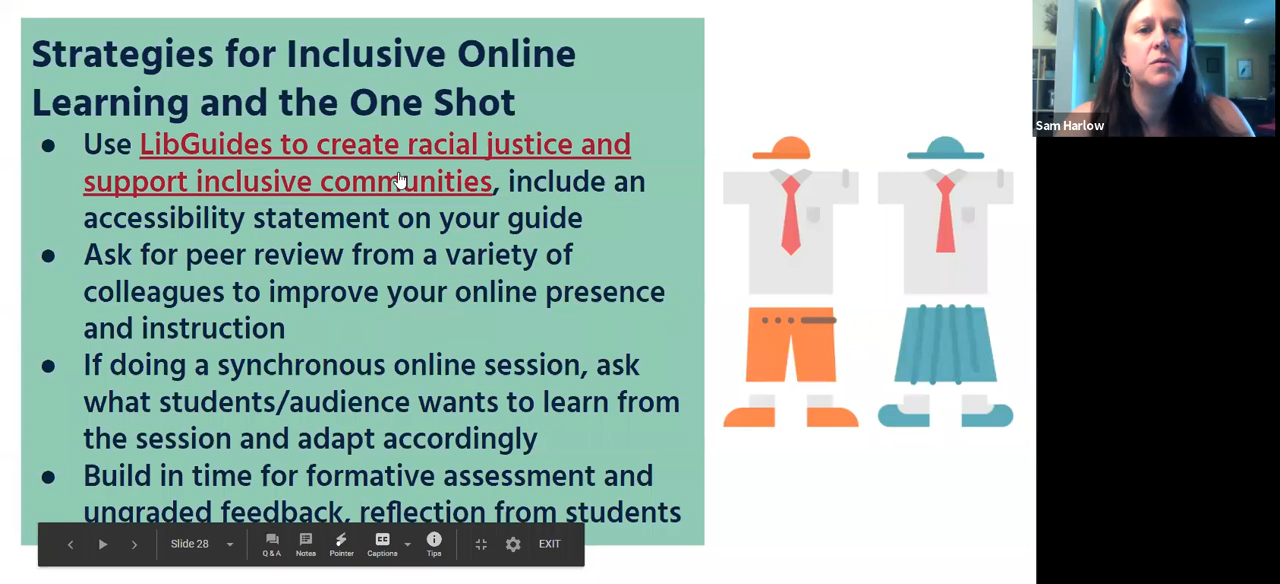 Strategies for Inclusive Online
Learning and the One Shot
● Use LibGuides to create racial justice and
support inclusive communities, include an
accessibility statement on your guide
● Ask for peer review from a variety of
colleagues to improve your online presence
and instruction
● If doing a synchronous online session, ask
what students/audience wants to learn from
the session and adapt accordingly
● Build in time for formative assessment and
ungraded feedback, reflection from students
Sam Harlow
Slide 28
Q & A
Notes
Pointer
Captions
Tips
EXIT